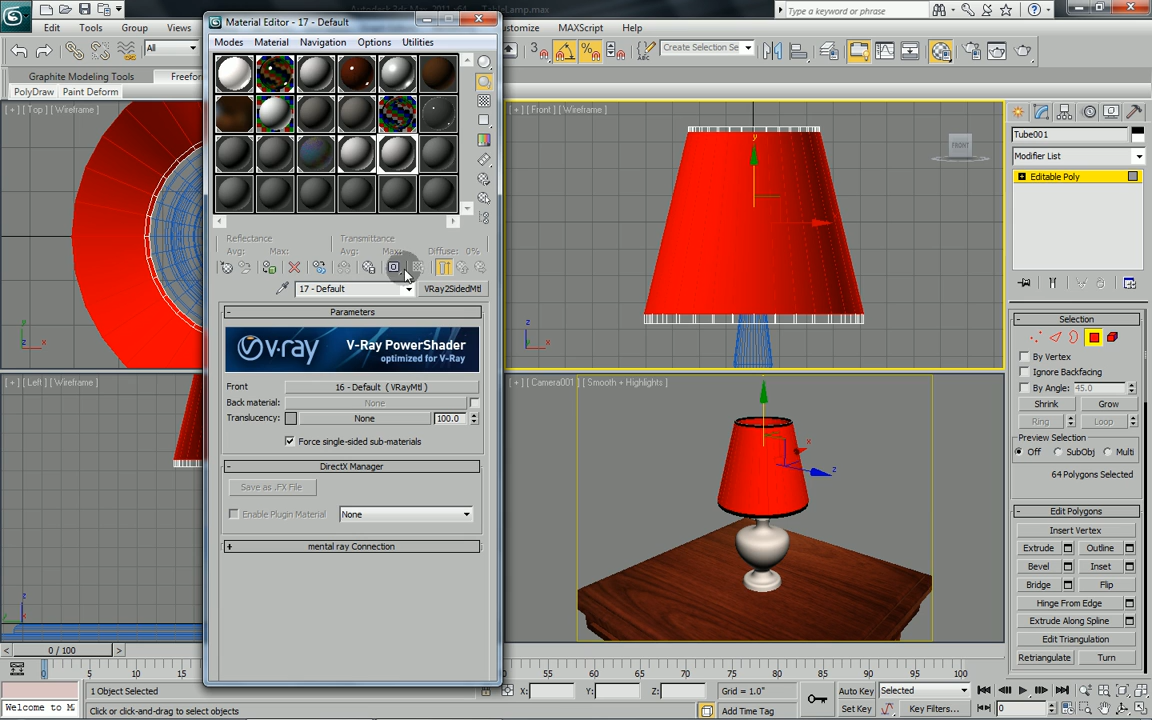 Autodesk 3ds Max 2011 x64
TableLamp.max
Type a keyword or phrase
Material Editor - 17 - Default
Edit Tools Group Views
Customize MAXScript Help
Modes Material Navigation Options Utilities
All
Create Selection Se
Graphite Modeling Tools Freeform
PolyDraw Paint Deform
[ + ] [ Top ] [ Wireframe ]
[ + ] [ Front ] [ Wireframe ]
FRONT
Tube001
Modifier List
Editable Poly
Reflectance Transmittance
Avg: Max: Avg: Max: Diffuse: 0%
17 - Default VRay2SidedMtl
Parameters
V·ray V-Ray PowerShader
optimized for V-Ray
Front 16 - Default ( VRayMtl )
Back material: None
Translucency: None 100.0
Force single-sided sub-materials
DirectX Manager
Save as .FX File
Enable Plugin Material None
mental ray Connection
[ + ] [ Left ] [ Wireframe ]
[ + ] [ Camera001 ] [ Smooth + Highlights ]
Selection
By Vertex
Ignore Backfacing
By Angle: 45.0
Shrink Grow
Ring Loop
Preview Selection
Off SubObj Multi
64 Polygons Selected
Edit Polygons
Insert Vertex
Extrude Outline
Bevel Inset
Bridge Flip
Hinge From Edge
Extrude Along Spline
Edit Triangulation
Retriangulate Turn
0 / 100
0 5 10 15 50 55 60 65 70 75 80 85 90 95 100
1 Object Selected
X: Y: Z: Grid = 1.0"
Auto Key Selected
Welcome to M
Click or click-and-drag to select objects
Add Time Tag
Set Key Key Filters...
0